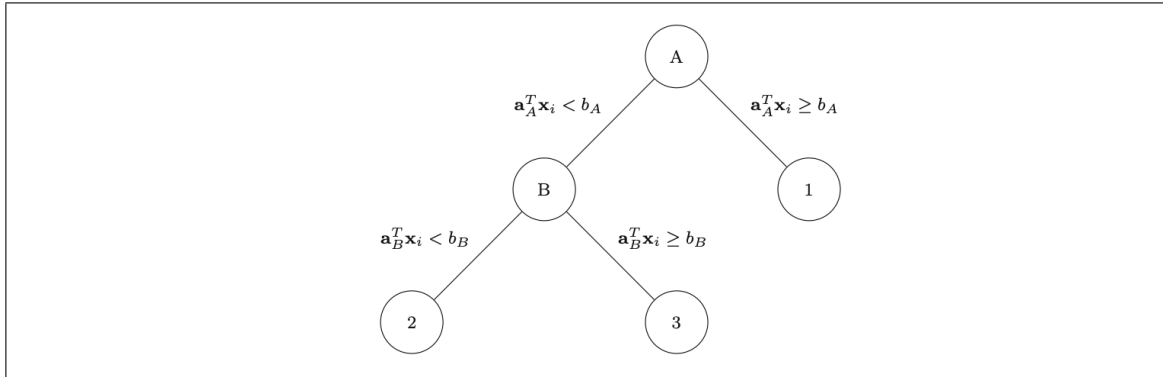 A
𝐚_A^T 𝐱_i < b_A    𝐚_A^T 𝐱_i ≥ b_A
B    1
𝐚_B^T 𝐱_i < b_B    𝐚_B^T 𝐱_i ≥ b_B
2    3